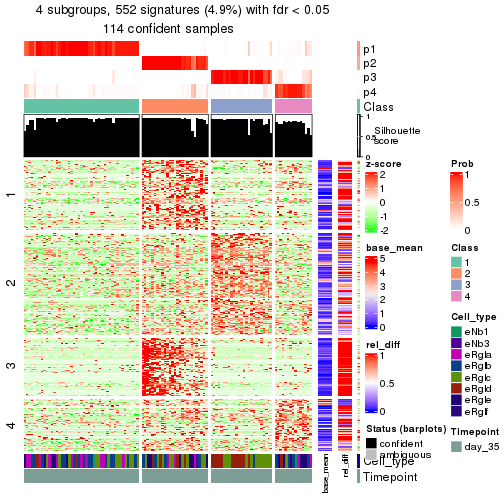 4 subgroups, 552 signatures (4.9%) with fdr < 0.05
114 confident samples
p1
p2
p3
p4
Class
1
0.5
0
Silhouette
score
1
2
3
4
z-score
2
1
0
-1
-2
base_mean
5
4
3
2
1
0
rel_diff
1
0.5
0
Status (barplots)
confident
ambiguous
Prob
1
0.5
0
Class
1
2
3
4
Cell_type
eNb1
eNb3
eRgla
eRglb
eRglc
eRgld
eRgle
eRglf
Timepoint
day_35
Cell_type
Timepoint
base_mean
rel_diff